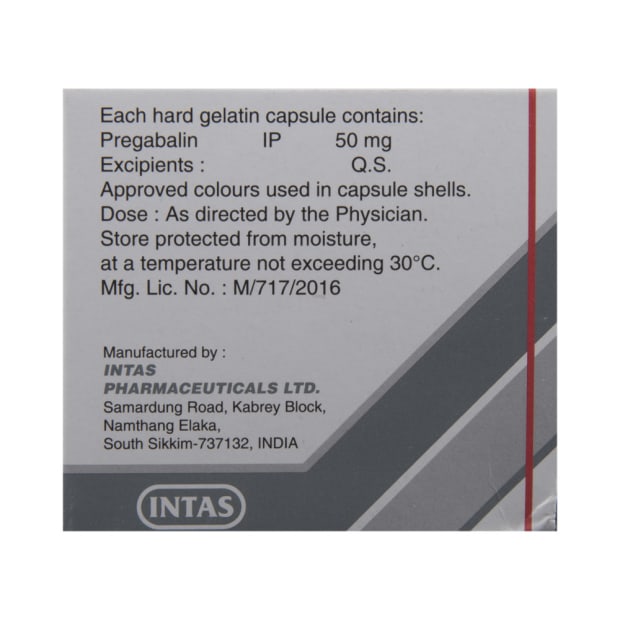 Each hard gelatin capsule contains:
Pregabalin IP 50 mg
Excipients : Q.S.
Approved colours used in capsule shells.
Dose : As directed by the Physician.
Store protected from moisture,
at a temperature not exceeding 30°C.
Mfg. Lic. No. : M/717/2016
Manufactured by :
INTAS
PHARMACEUTICALS LTD.
Samardung Road, Kabrey Block,
Namthang Elaka,
South Sikkim-737132, INDIA
INTAS